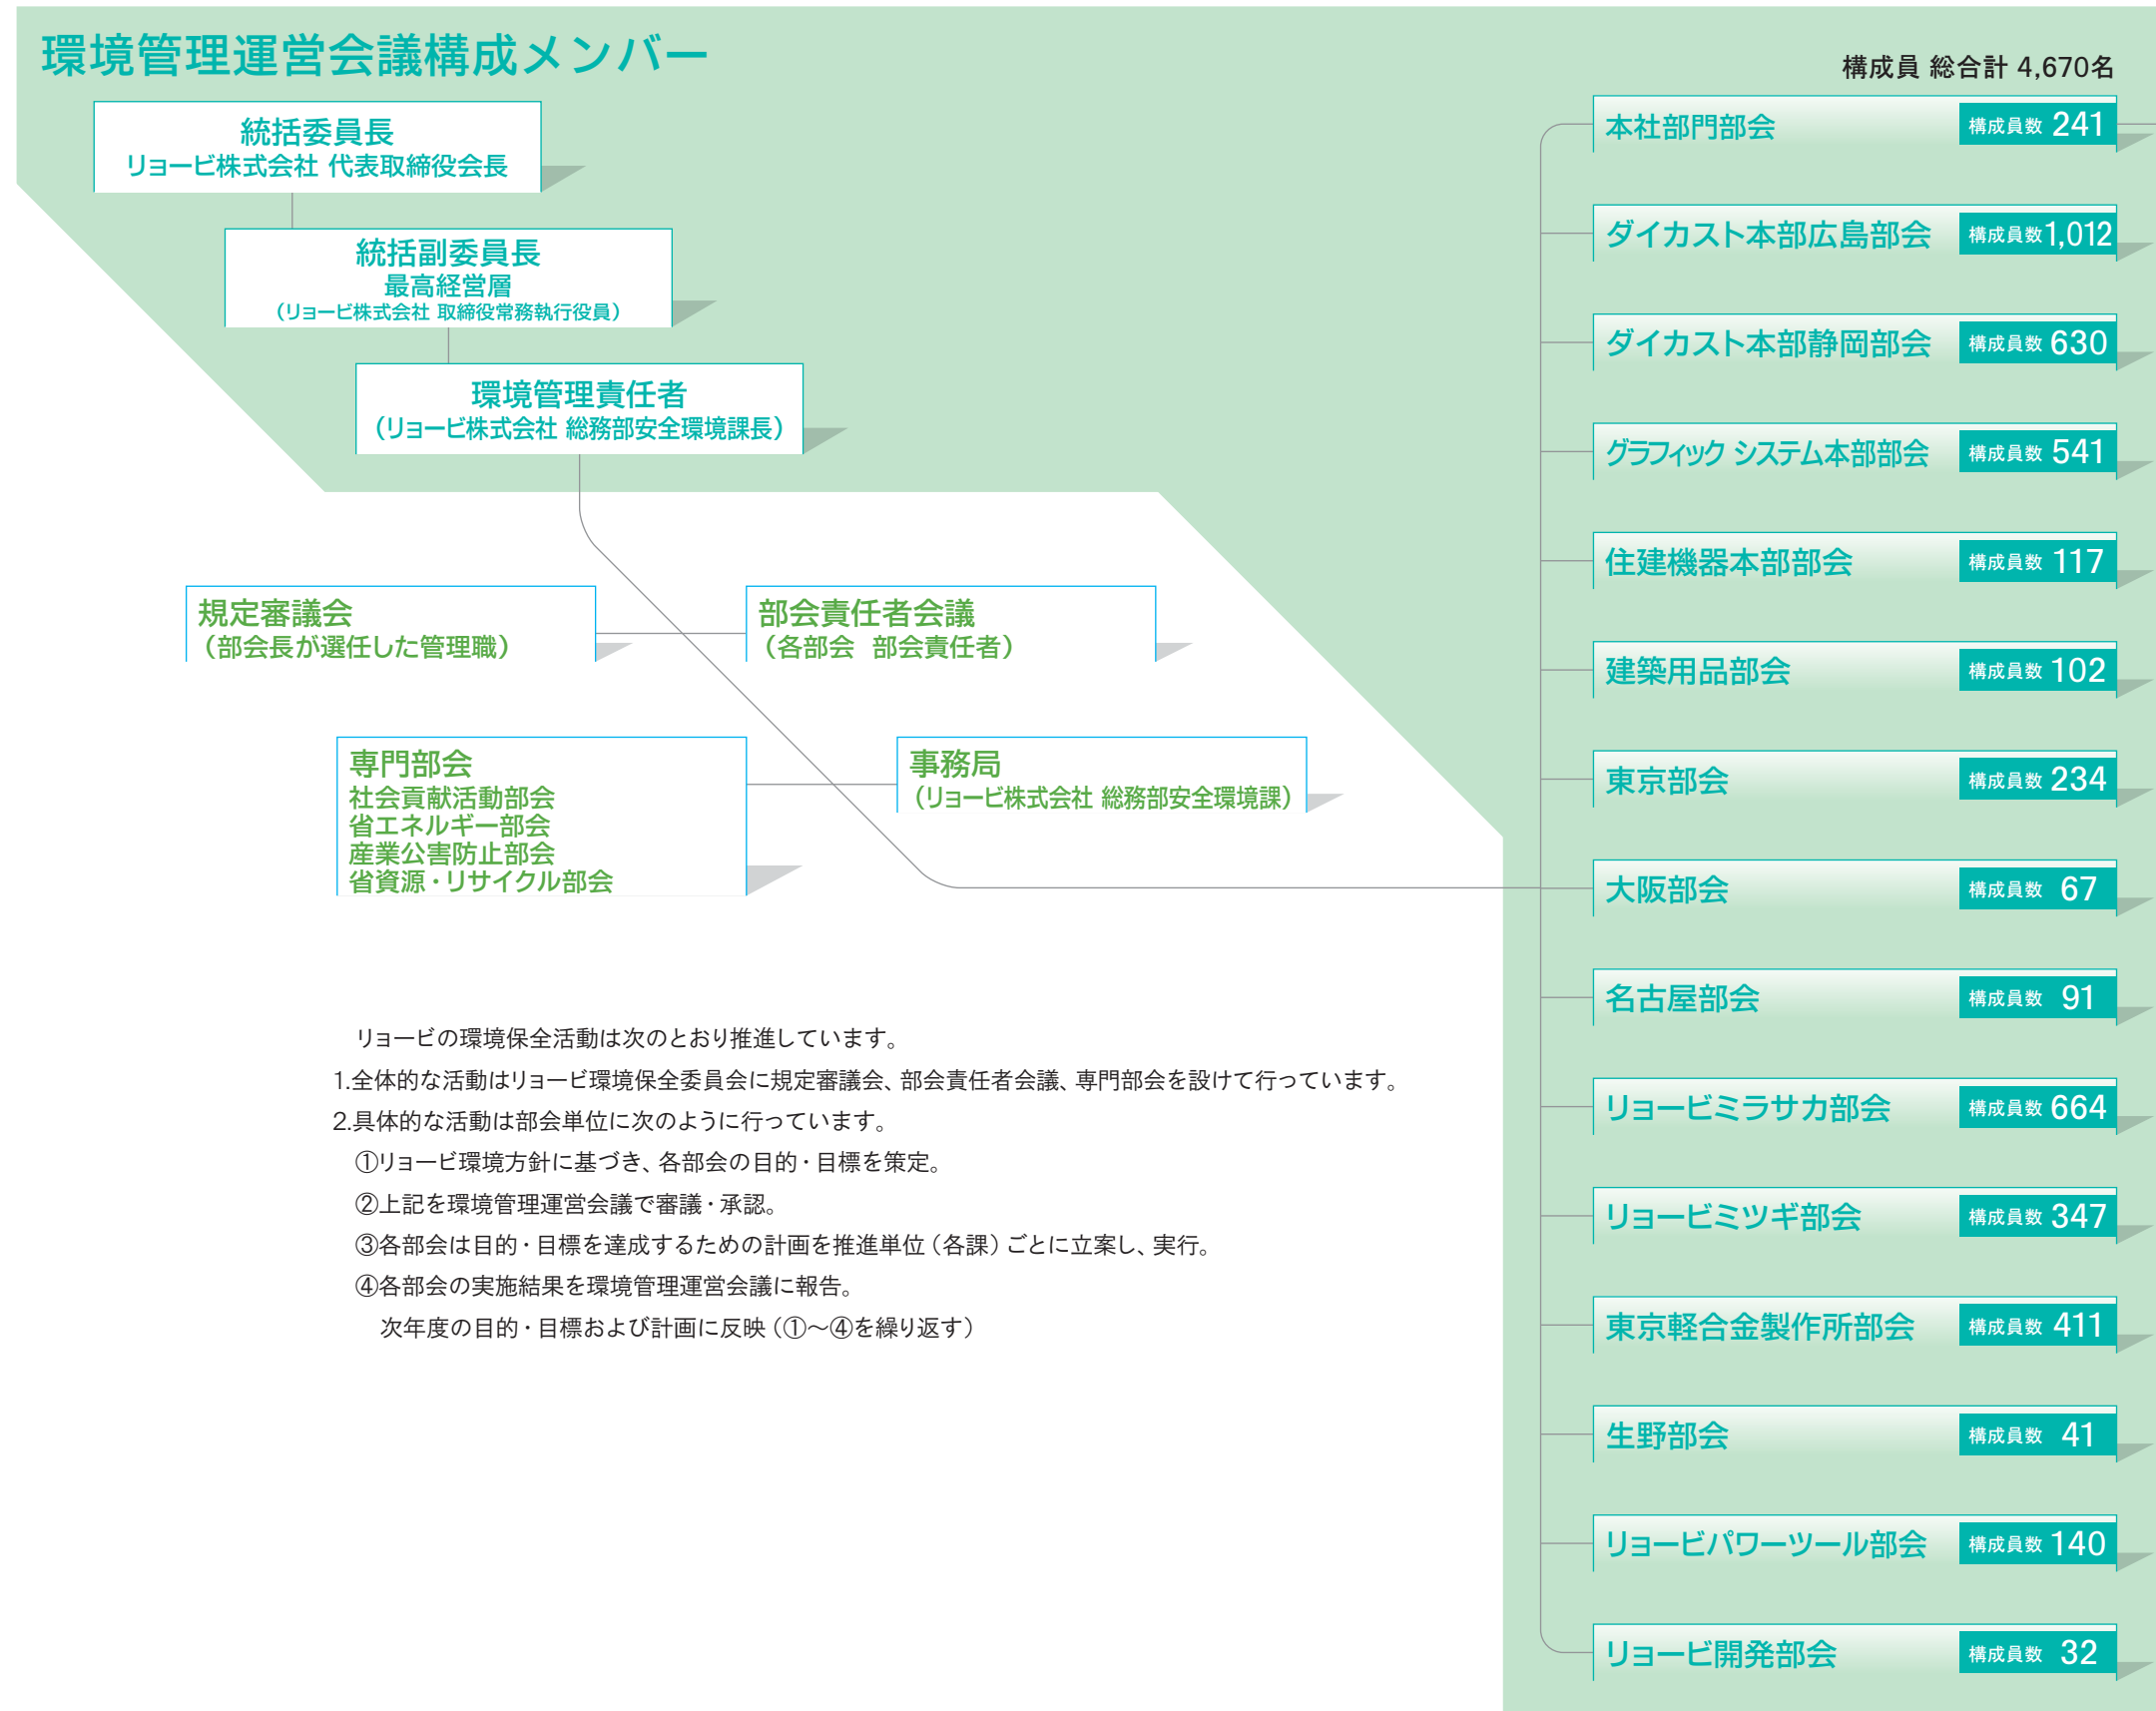 環境管理運営会議構成メンバー
構成員 総合計 4,670名
統括委員長
リョービ株式会社 代表取締役会長
統括副委員長
最高経営層
（リョービ株式会社 取締役常務執行役員）
環境管理責任者
（リョービ株式会社 総務部安全環境課長）
規定審議会
（部会長が選任した管理職）
部会責任者会議
（各部会 部会責任者）
専門部会
社会貢献活動部会
省エネルギー部会
産業公害防止部会
省資源・リサイクル部会
事務局
（リョービ株式会社 総務部安全環境課）
リョービの環境保全活動は次のとおり推進しています。
1.全体的な活動はリョービ環境保全委員会に規定審議会、部会責任者会議、専門部会を設けて行っています。
2.具体的な活動は部会単位に次のように行っています。
①リョービ環境方針に基づき、各部会の目的・目標を策定。
②上記を環境管理運営会議で審議・承認。
③各部会は目的・目標を達成するための計画を推進単位（各課）ごとに立案し、実行。
④各部会の実施結果を環境管理運営会議に報告。
次年度の目的・目標および計画に反映（①～④を繰り返す）
本社部門部会 構成員数 241
ダイカスト本部広島部会 構成員数 1,012
ダイカスト本部静岡部会 構成員数 630
グラフィック システム本部部会 構成員数 541
住建機器本部部会 構成員数 117
建築用品部会 構成員数 102
東京部会 構成員数 234
大阪部会 構成員数 67
名古屋部会 構成員数 91
リョービミラサカ部会 構成員数 664
リョービミツギ部会 構成員数 347
東京軽合金製作所部会 構成員数 411
生野部会 構成員数 41
リョービパワーツール部会 構成員数 140
リョービ開発部会 構成員数 32